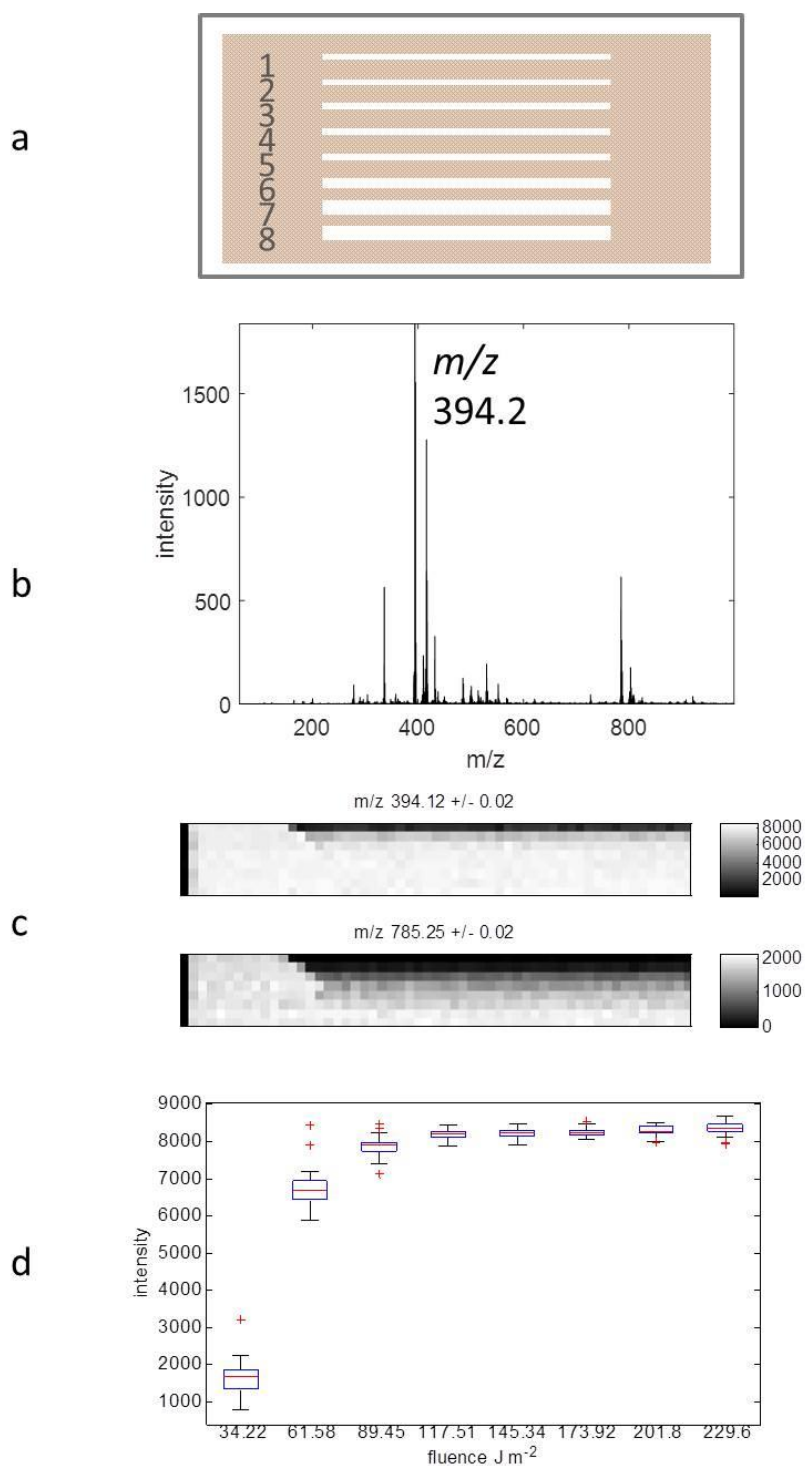 a
1
2
3
4
5
6
7
8
b
m/z
394.2
intensity
1500
1000
500
0
200 400 600 800
m/z
c
m/z 394.12 +/- 0.02
8000
6000
4000
2000
m/z 785.25 +/- 0.02
2000
1000
0
d
intensity
9000
8000
7000
6000
5000
4000
3000
2000
1000
34.22 61.58 89.45 117.51 145.34 173.92 201.8 229.6
fluence J m⁻²